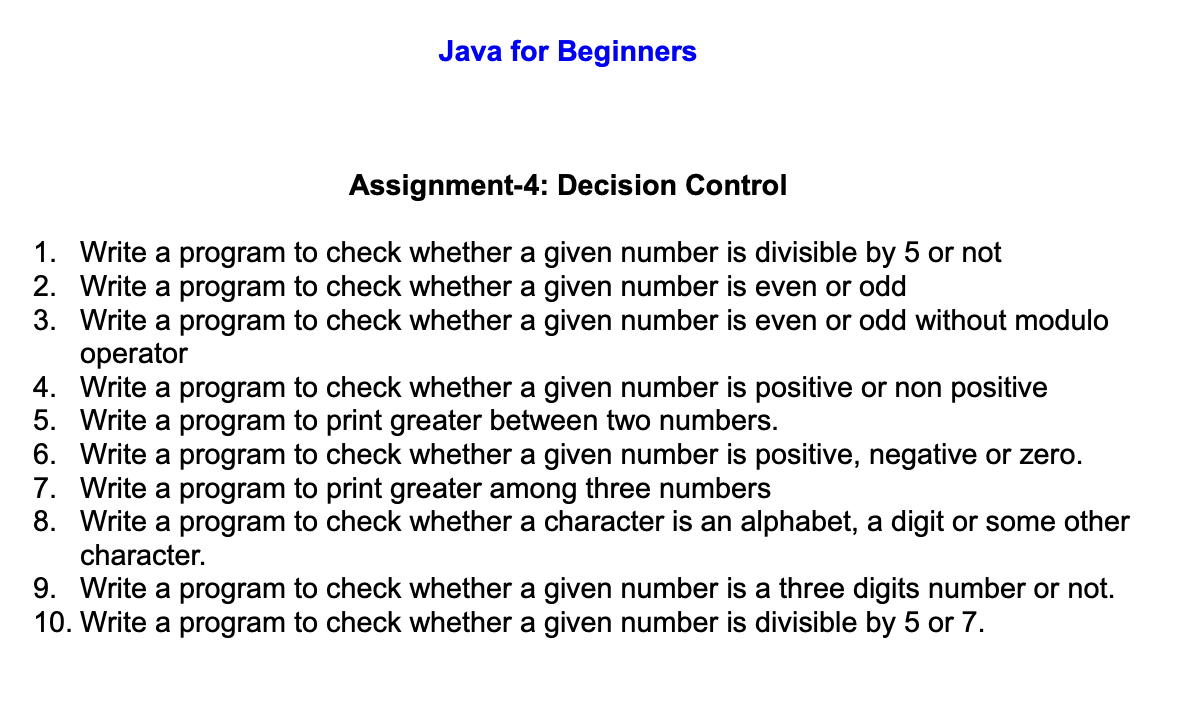 Java for Beginners
Assignment-4: Decision Control
1. Write a program to check whether a given number is divisible by 5 or not
2. Write a program to check whether a given number is even or odd
3. Write a program to check whether a given number is even or odd without modulo
operator
4. Write a program to check whether a given number is positive or non positive
5. Write a program to print greater between two numbers.
6. Write a program to check whether a given number is positive, negative or zero.
7. Write a program to print greater among three numbers
8. Write a program to check whether a character is an alphabet, a digit or some other
character.
9. Write a program to check whether a given number is a three digits number or not.
10. Write a program to check whether a given number is divisible by 5 or 7.